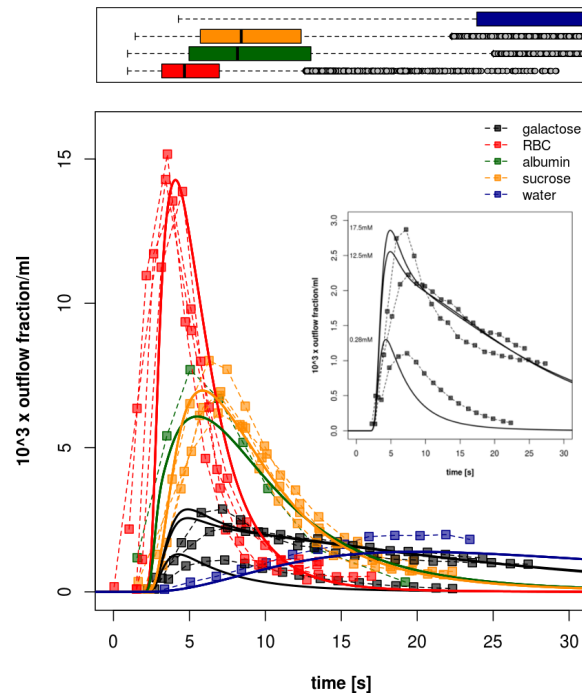 galactose
RBC
albumin
sucrose
water
15
10
5
0
10^3 x outflow fraction/ml
0 5 10 15 20 25 30
time [s]
3.0
2.5
2.0
1.5
1.0
0.5
0.0
10^3 x outflow fraction/ml
17.5mM
12.5mM
0.28mM
0 5 10 15 20 25 30
time [s]